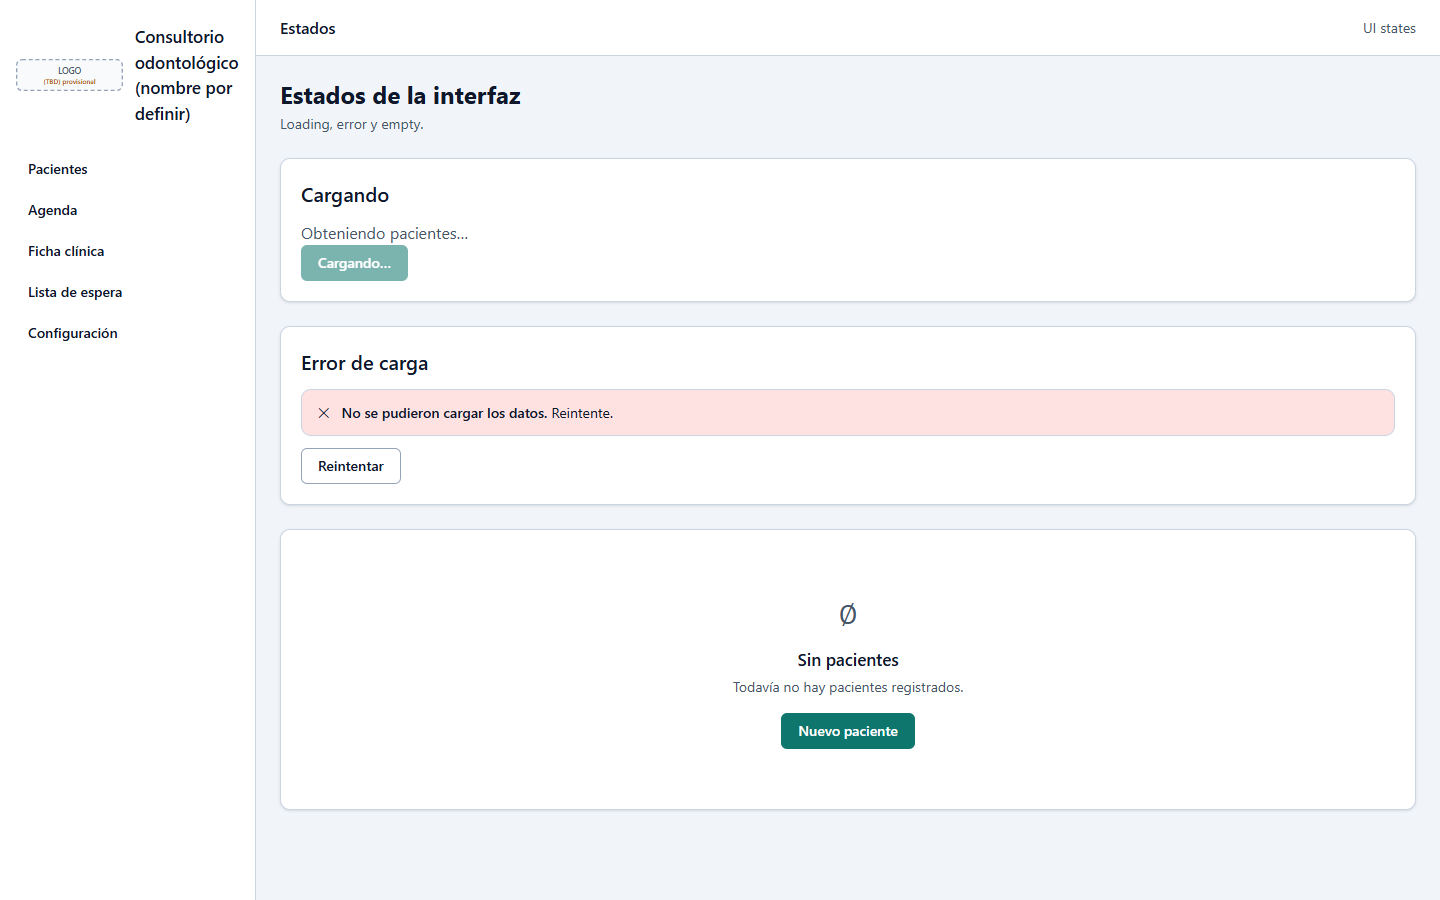 LOGO
(TBD) provisional
Consultorio
odontológico
(nombre por
definir)
Pacientes
Agenda
Ficha clínica
Lista de espera
Configuración
Estados
UI states
Estados de la interfaz
Loading, error y empty.
Cargando
Obteniendo pacientes...
Cargando...
Error de carga
No se pudieron cargar los datos. Reintente.
Reintentar
Ø
Sin pacientes
Todavía no hay pacientes registrados.
Nuevo paciente